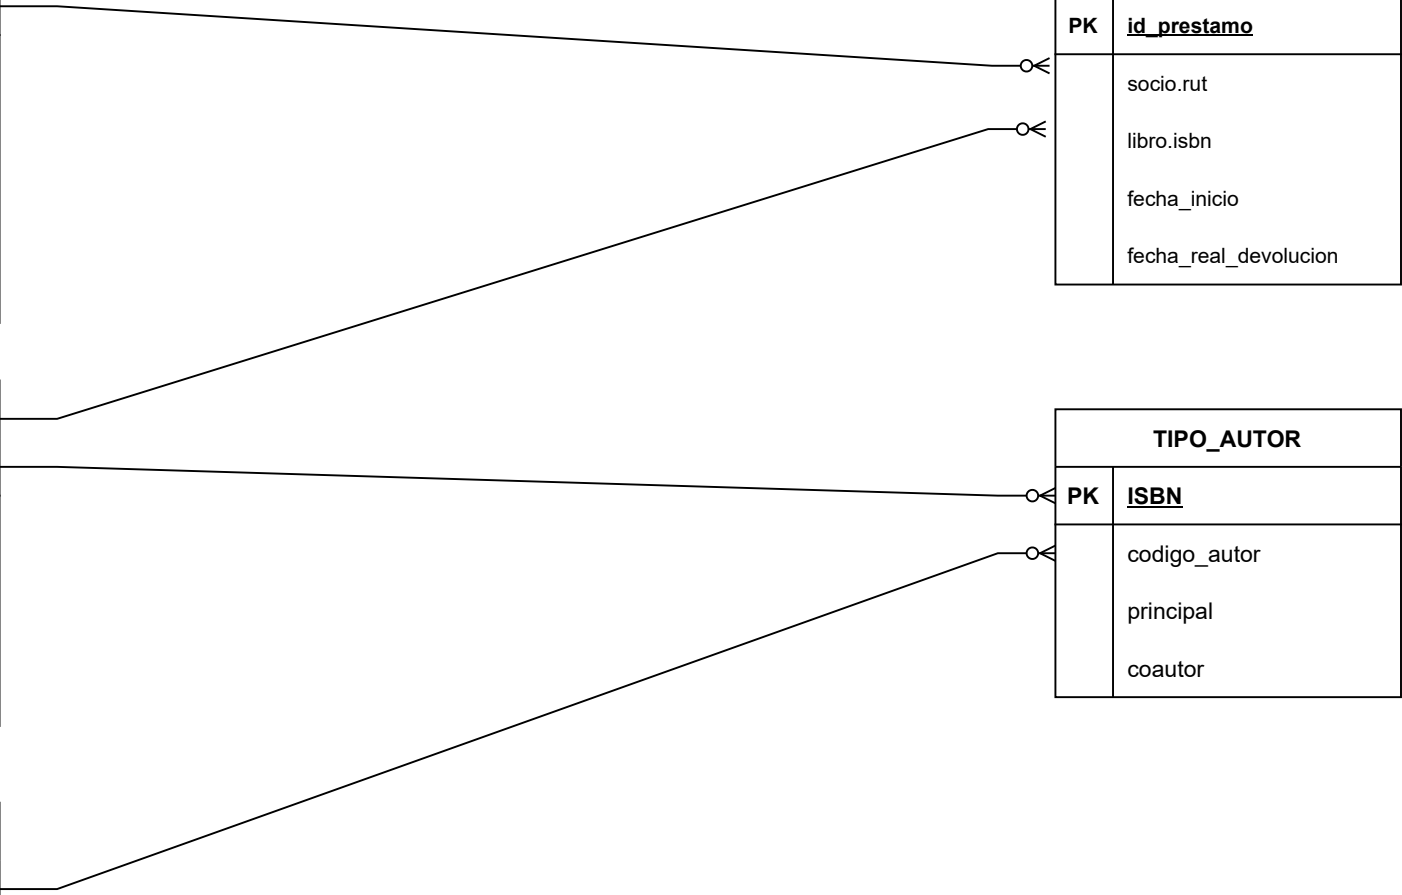 PK id_prestamo
socio.rut
libro.isbn
fecha_inicio
fecha_real_devolucion
TIPO_AUTOR
PK ISBN
codigo_autor
principal
coautor